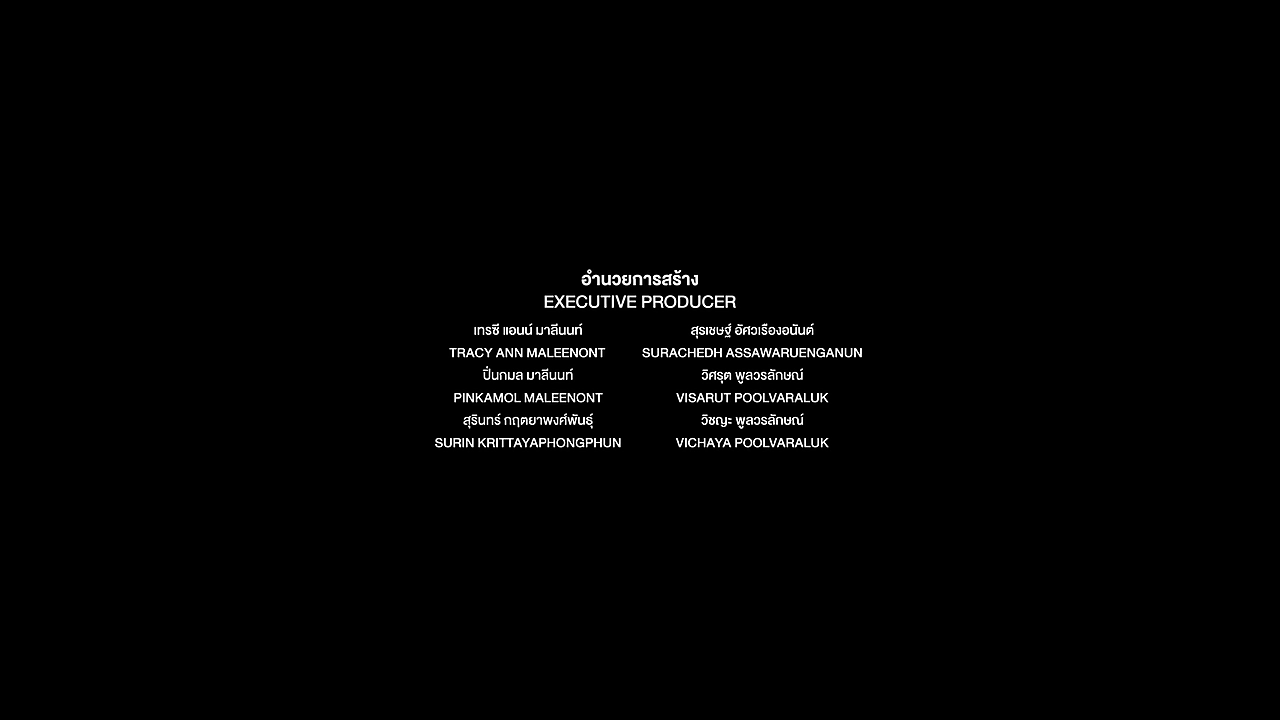 อำนวยการสร้าง
EXECUTIVE PRODUCER
เทรซี แอนน์ มาลีนนท์
TRACY ANN MALEENONT
ปิ่นกมล มาลีนนท์
PINKAMOL MALEENONT
สุรินทร์ กฤตยาพงศ์พันธุ์
SURIN KRITTAYAPHONGPHUN
สุรเชษฐ์ อัศวเรืองอนันต์
SURACHEDH ASSAWARUENGANUN
วิศรุต พูลวรลักษณ์
VISARUT POOLVARALUK
วิชญะ พูลวรลักษณ์
VICHAYA POOLVARALUK